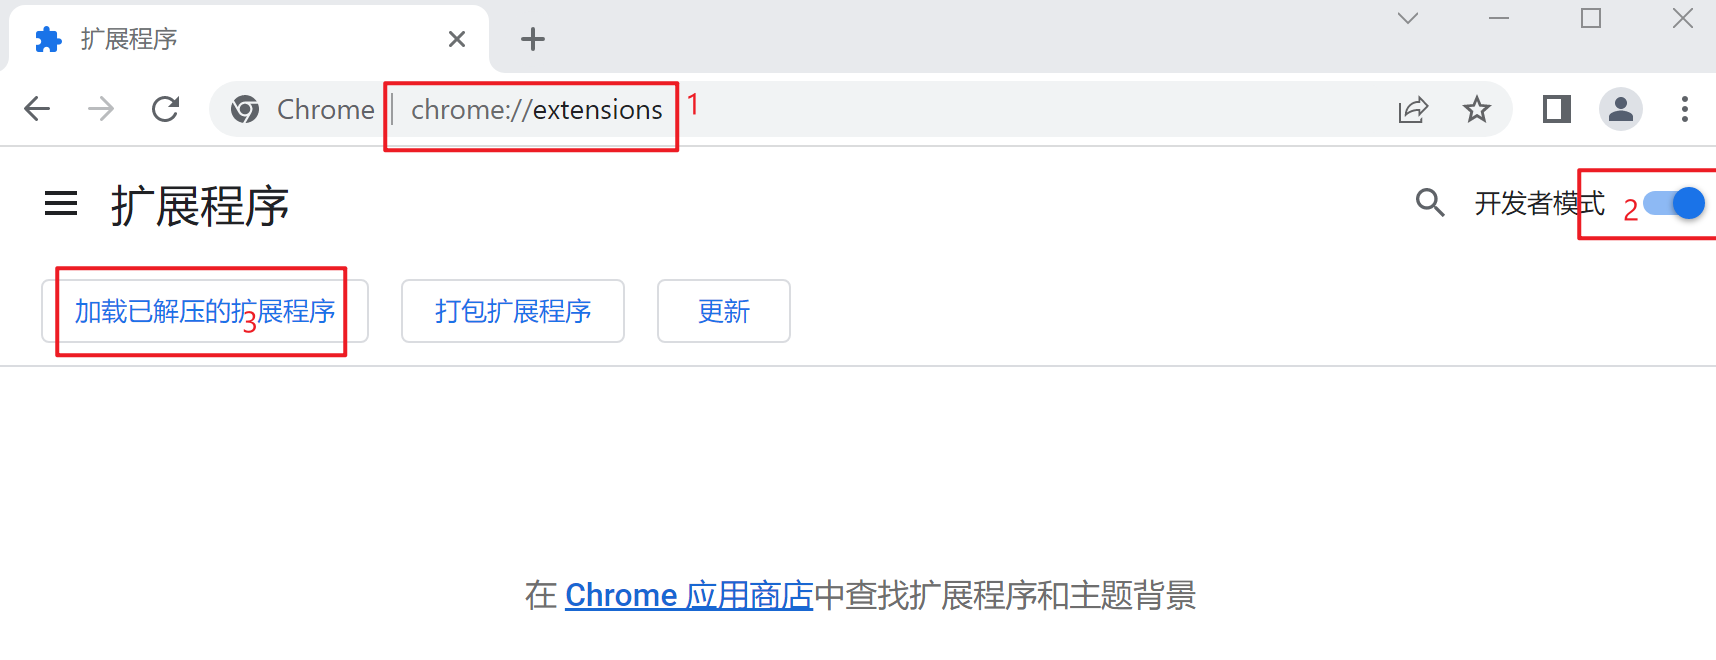 扩展程序
Chrome | chrome://extensions 1
扩展程序
开发者模式 2
加载已解压的扩展程序 3
打包扩展程序
更新
在 Chrome 应用商店中查找扩展程序和主题背景